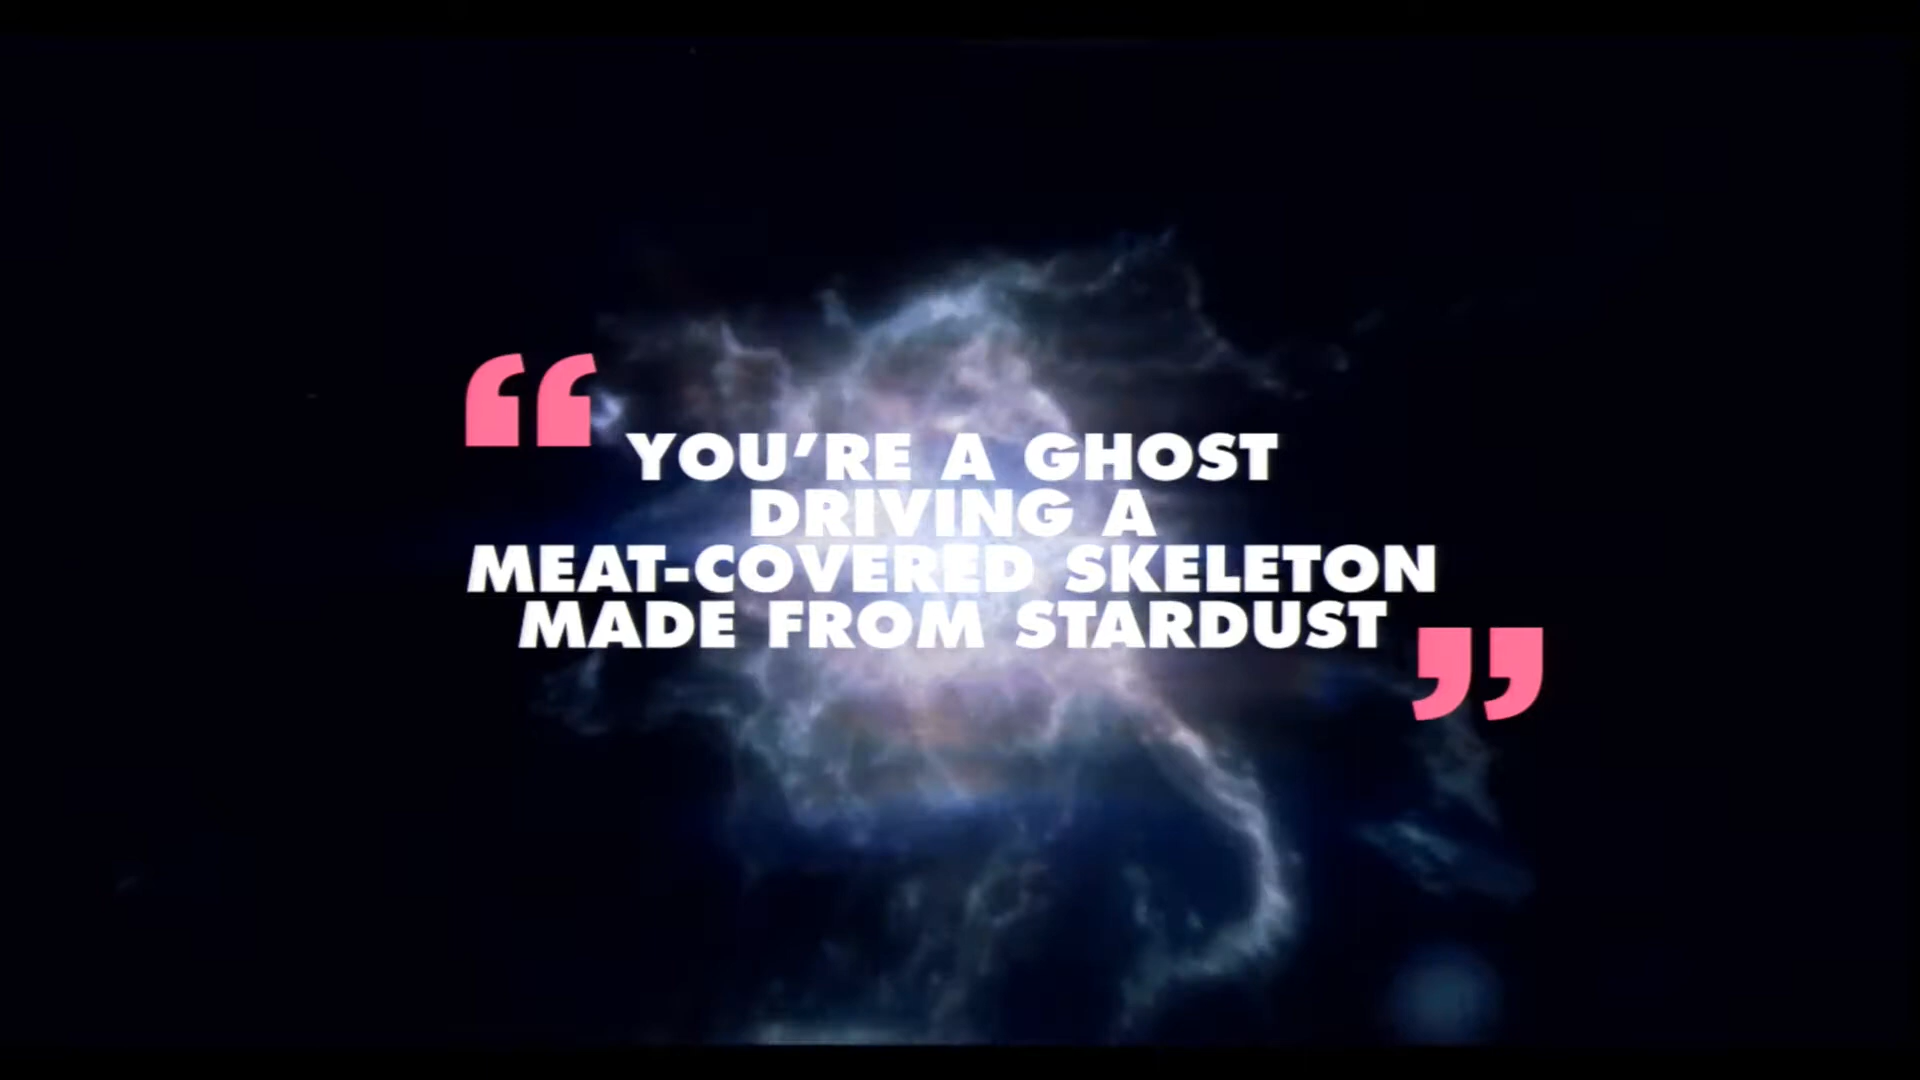 “YOU’RE A GHOST
DRIVING A
MEAT-COVERED SKELETON
MADE FROM STARDUST”